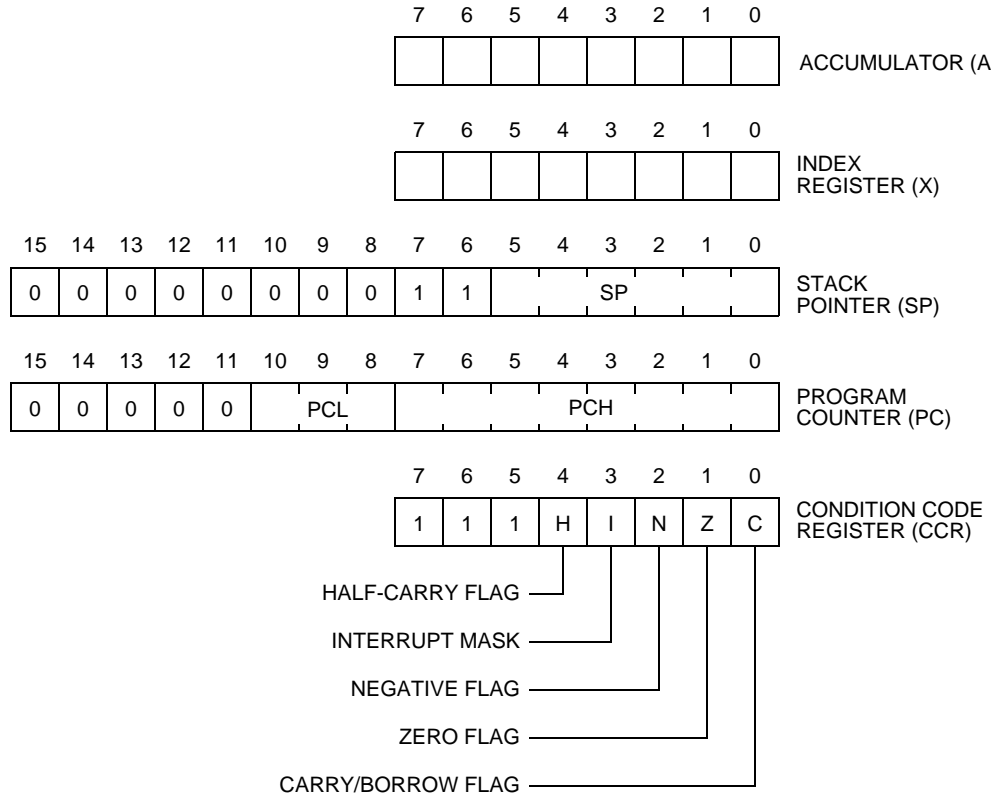 7 6 5 4 3 2 1 0
ACCUMULATOR (A
7 6 5 4 3 2 1 0
INDEX
REGISTER (X)
15 14 13 12 11 10 9 8 7 6 5 4 3 2 1 0
0 0 0 0 0 0 0 0 1 1 SP
STACK
POINTER (SP)
15 14 13 12 11 10 9 8 7 6 5 4 3 2 1 0
0 0 0 0 0 PCL PCH
PROGRAM
COUNTER (PC)
7 6 5 4 3 2 1 0
1 1 1 H I N Z C
CONDITION CODE
REGISTER (CCR)
HALF-CARRY FLAG
INTERRUPT MASK
NEGATIVE FLAG
ZERO FLAG
CARRY/BORROW FLAG